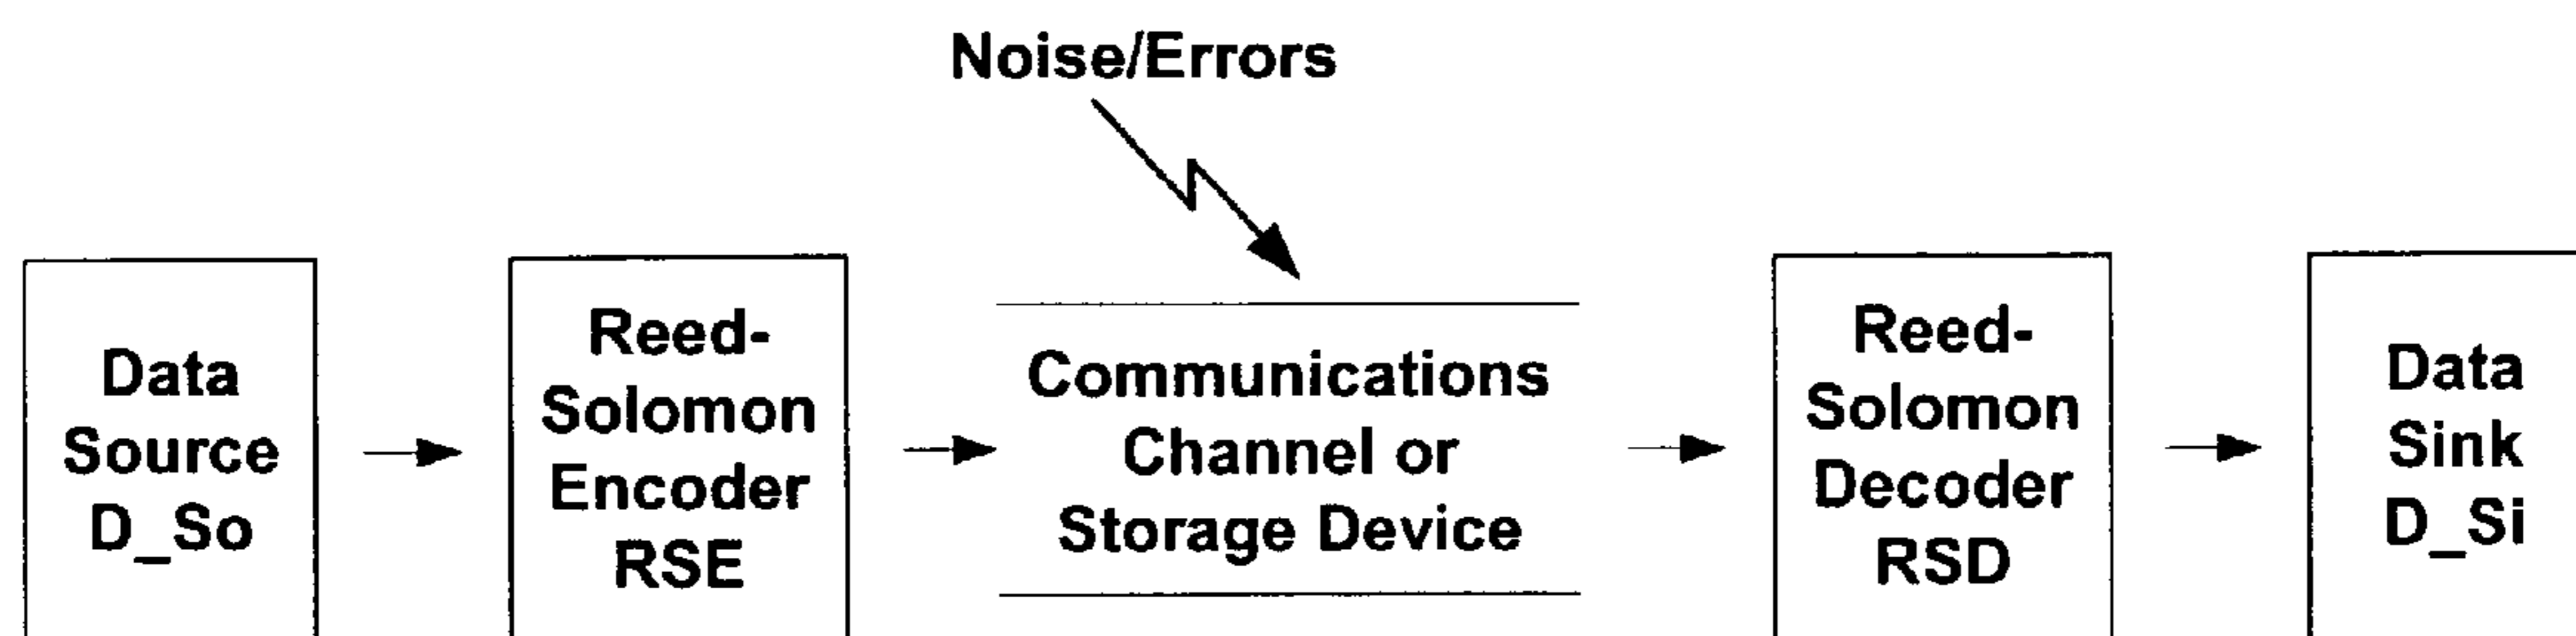 Noise/Errors
Data
Source
D_So
Reed-
Solomon
Encoder
RSE
Communications
Channel or
Storage Device
Reed-
Solomon
Decoder
RSD
Data
Sink
D_Si